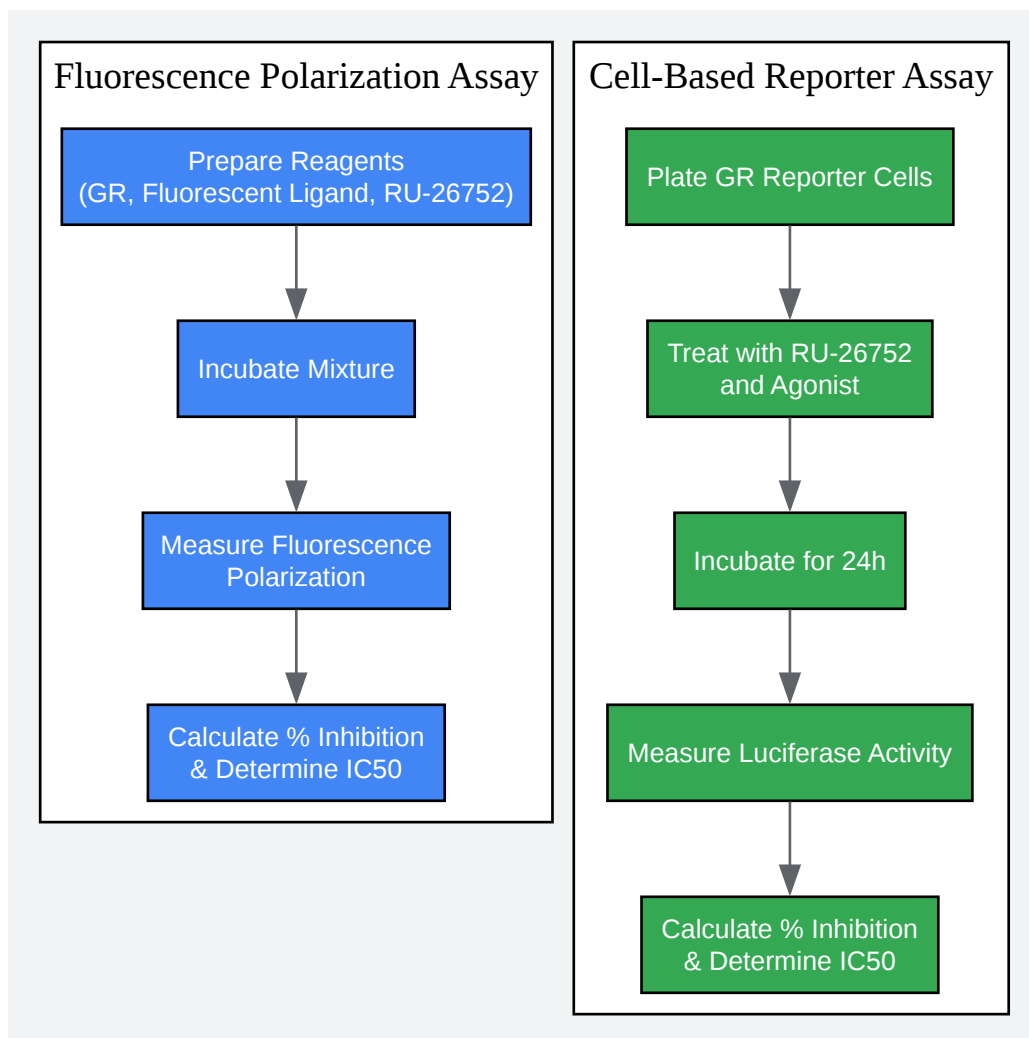 Fluorescence Polarization Assay
Prepare Reagents
(GR, Fluorescent Ligand, RU-26752)
Incubate Mixture
Measure Fluorescence
Polarization
Calculate % Inhibition
& Determine IC50
Cell-Based Reporter Assay
Plate GR Reporter Cells
Treat with RU-26752
and Agonist
Incubate for 24h
Measure Luciferase Activity
Calculate % Inhibition
& Determine IC50